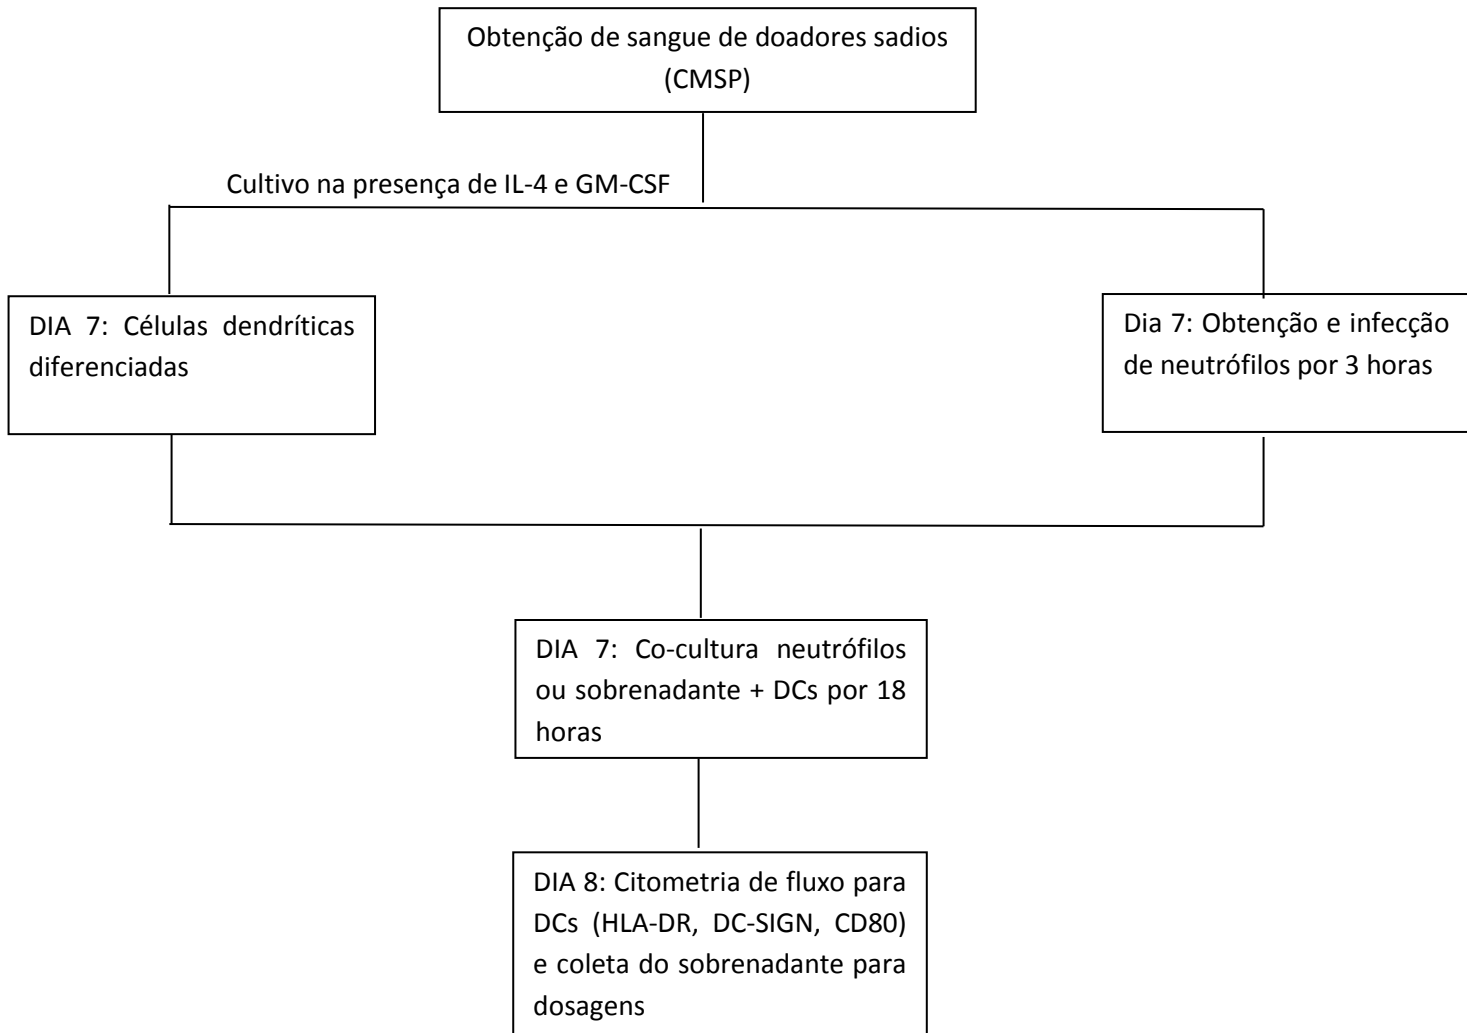 Obtenção de sangue de doadores sadios
(CMSP)
Cultivo na presença de IL-4 e GM-CSF
DIA 7: Células dendríticas
diferenciadas
Dia 7: Obtenção e infecção
de neutrófilos por 3 horas
DIA 7: Co-cultura neutrófilos
ou sobrenadante + DCs por 18
horas
DIA 8: Citometria de fluxo para
DCs (HLA-DR, DC-SIGN, CD80)
e coleta do sobrenadante para
dosagens